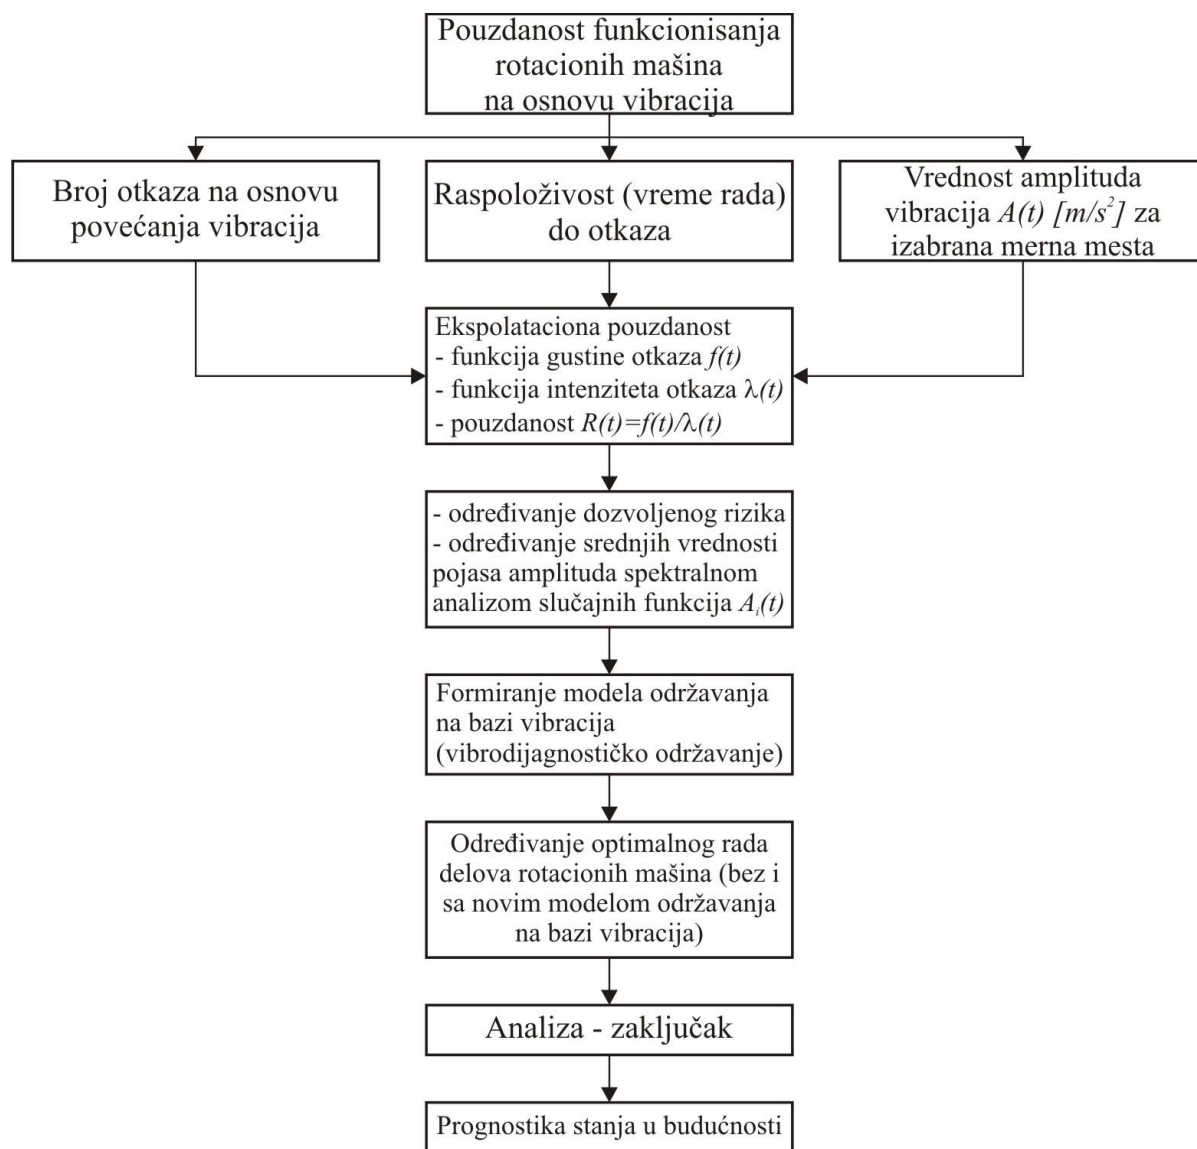 Pouzdanost funkcionisanja
rotacionih mašina
na osnovu vibracija
Broj otkaza na osnovu
povećanja vibracija
Raspoloživost (vreme rada)
do otkaza
Vrednost amplituda
vibracija A(t) [m/s²] za
izabrana merna mesta
Ekspolataciona pouzdanost
- funkcija gustine otkaza f(t)
- funkcija intenziteta otkaza λ(t)
- pouzdanost R(t)=f(t)/λ(t)
- određivanje dozvoljenog rizika
- određivanje srednjih vrednosti
pojasa amplituda spektralnom
analizom slučajnih funkcija Aᵢ(t)
Formiranje modela održavanja
na bazi vibracija
(vibrodijagnostičko održavanje)
Određivanje optimalnog rada
delova rotacionih mašina (bez i
sa novim modelom održavanja
na bazi vibracija)
Analiza - zaključak
Prognostika stanja u budućnosti